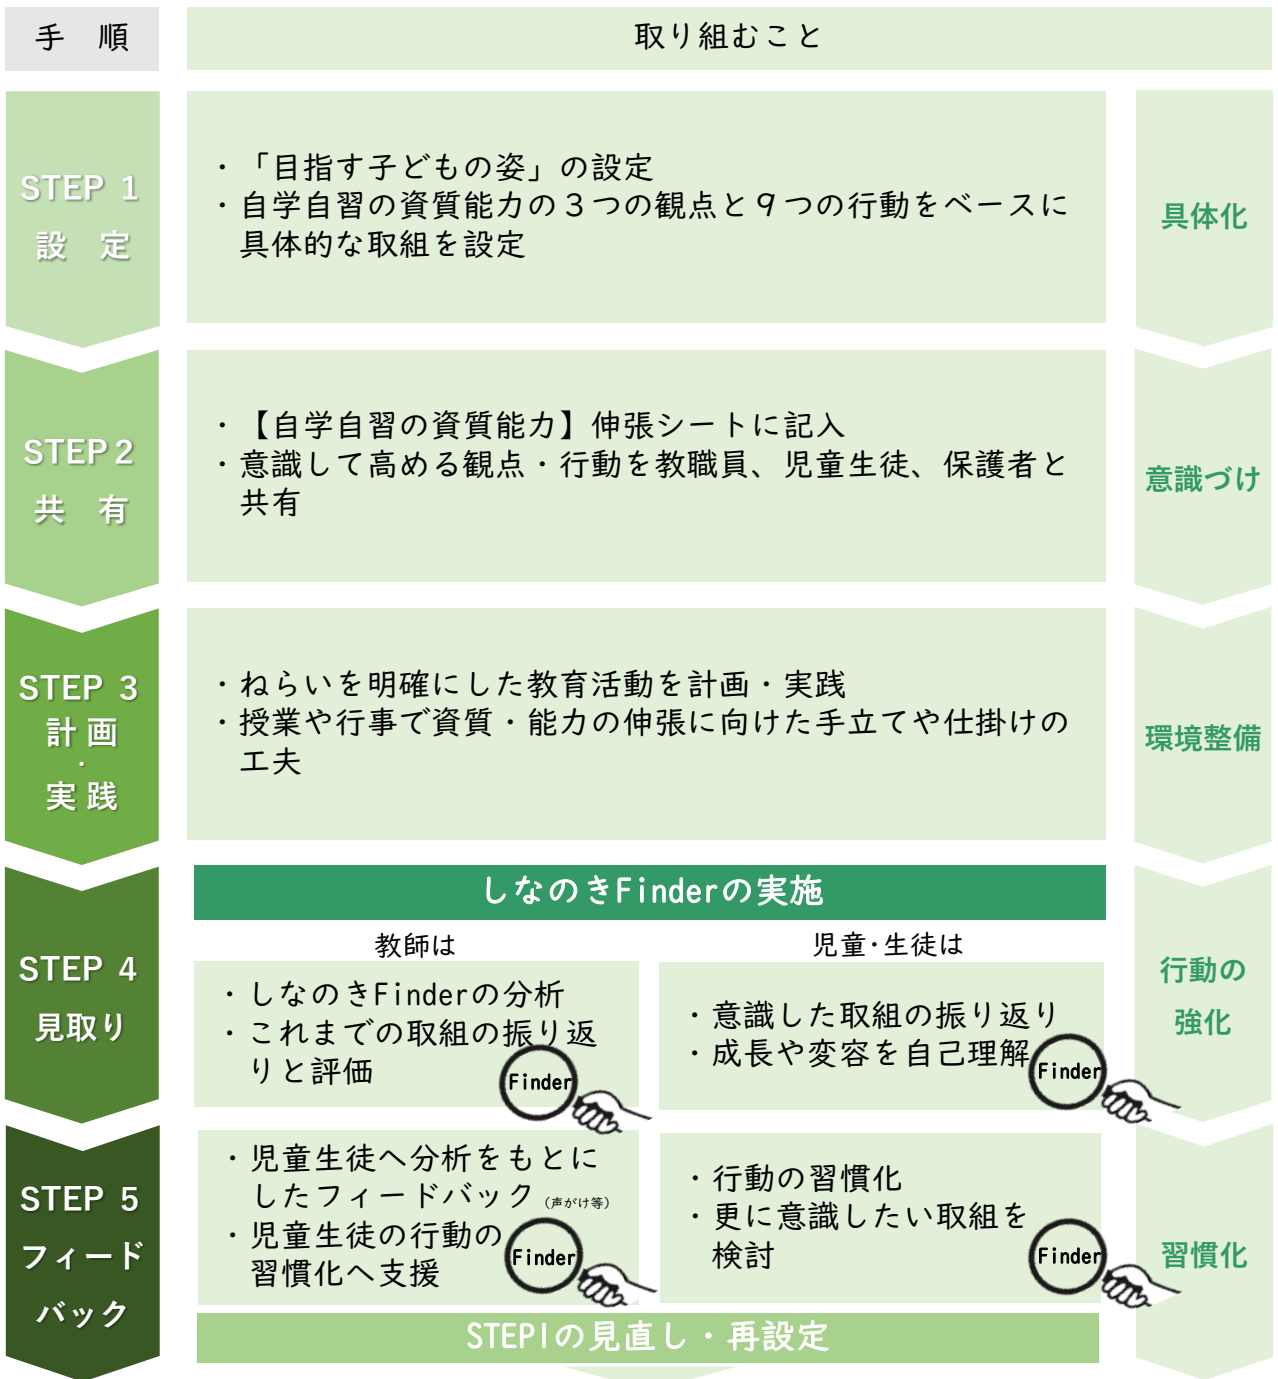 手　順
取り組むこと
STEP 1
設　定
・「目指す子どもの姿」の設定
・自学自習の資質能力の３つの観点と９つの行動をベースに
具体的な取組を設定
具体化
STEP 2
共　有
・【自学自習の資質能力】伸張シートに記入
・意識して高める観点・行動を教職員、児童生徒、保護者と
共有
意識づけ
STEP 3
計 画
・
実 践
・ねらいを明確にした教育活動を計画・実践
・授業や行事で資質・能力の伸張に向けた手立てや仕掛けの
工夫
環境整備
STEP 4
見取り
しなのきFinderの実施
教師は
・しなのきFinderの分析
・これまでの取組の振り返
りと評価
Finder
児童・生徒は
・意識した取組の振り返り
・成長や変容を自己理解
Finder
行動の
強化
STEP 5
フィード
バック
・児童生徒へ分析をもとに
したフィードバック（声がけ等）
・児童生徒の行動の
習慣化へ支援
Finder
・行動の習慣化
・更に意識したい取組を
検討
Finder
習慣化
STEP1の見直し・再設定